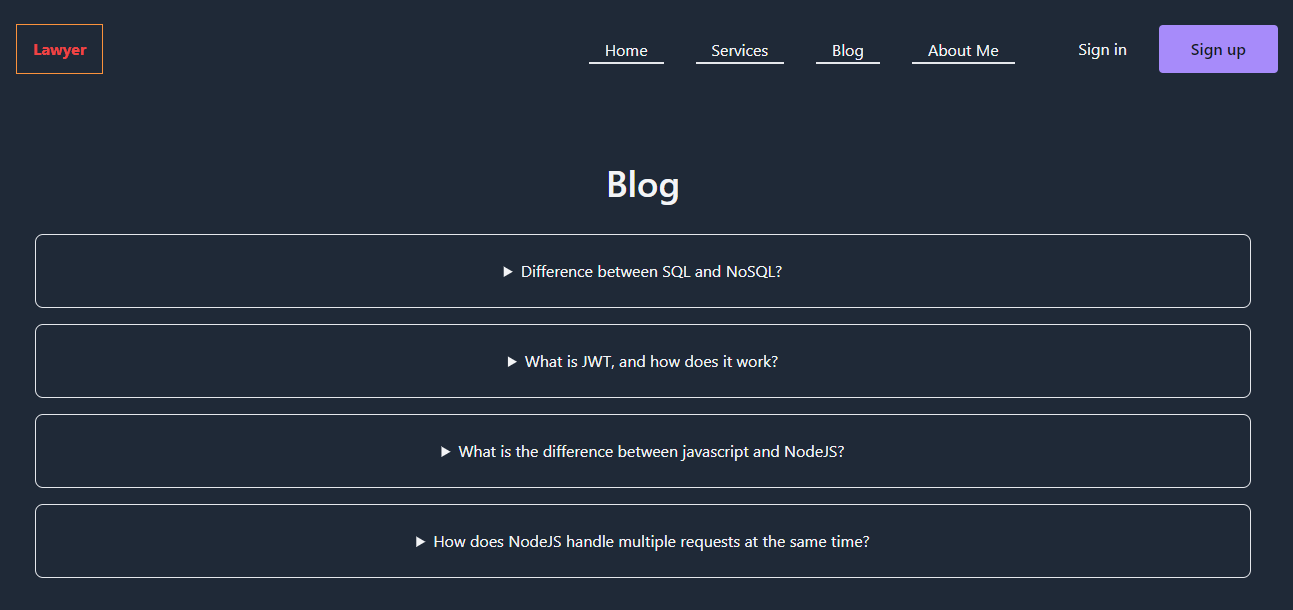 Lawyer
Home Services Blog About Me Sign in Sign up
Blog
Difference between SQL and NoSQL?
What is JWT, and how does it work?
What is the difference between javascript and NodeJS?
How does NodeJS handle multiple requests at the same time?